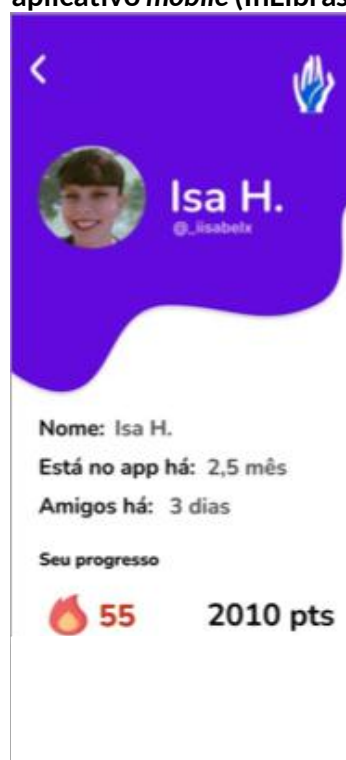 aplicativo mobile (InLibras
Isa H.
@_iisabelx
Nome: Isa H.
Está no app há: 2,5 mês
Amigos há: 3 dias
Seu progresso
55 2010 pts